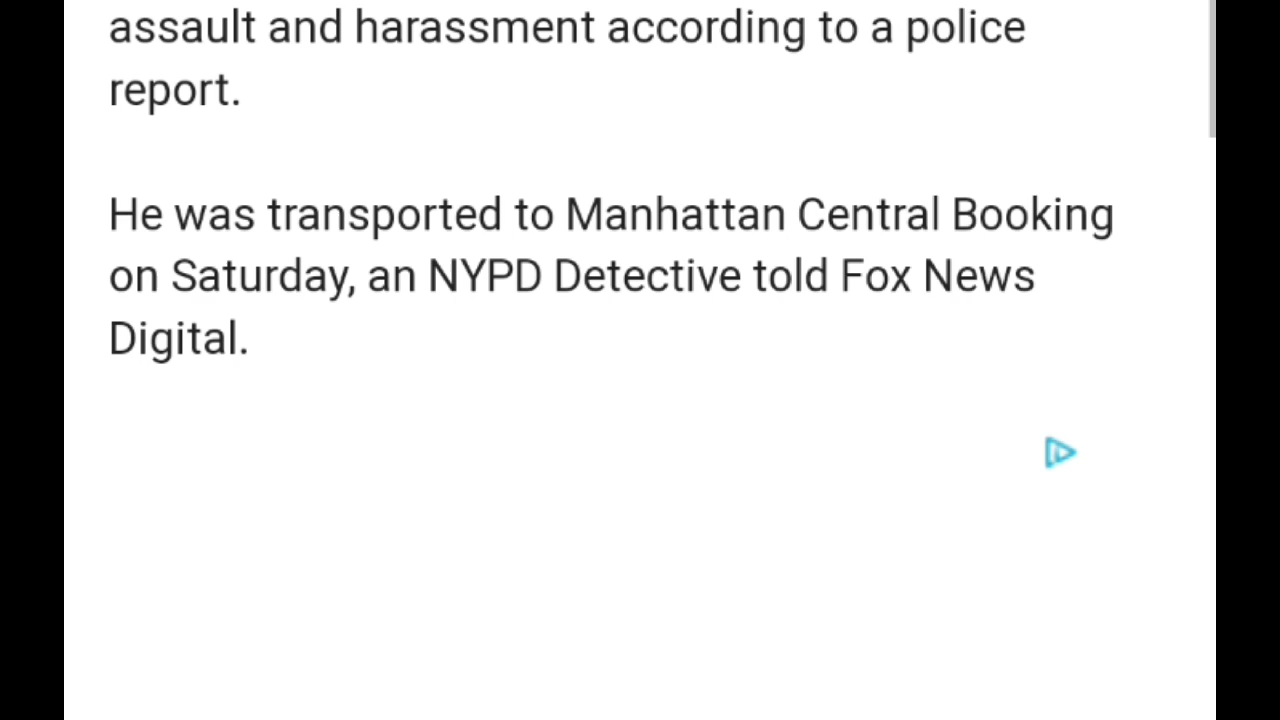 assault and harassment according to a police
report.
He was transported to Manhattan Central Booking
on Saturday, an NYPD Detective told Fox News
Digital.